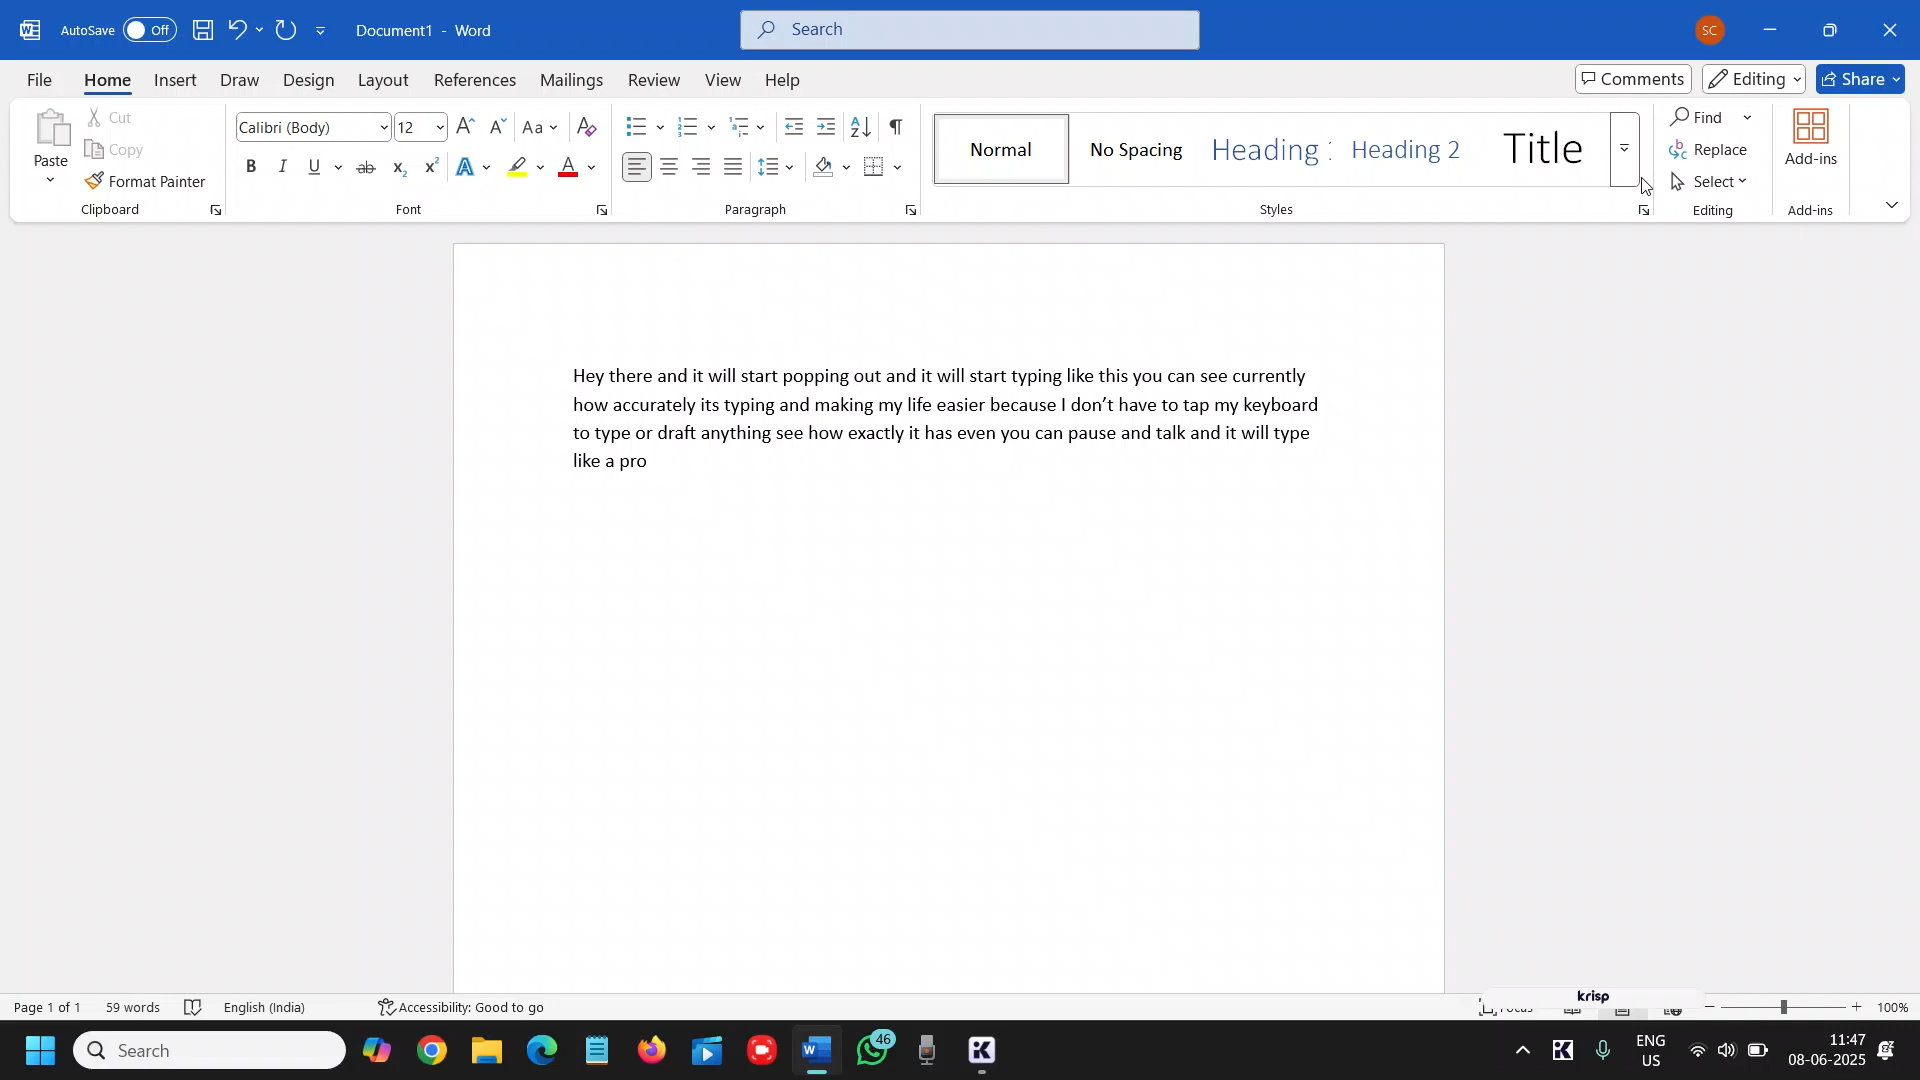 AutoSave Off Document1 - Word Search SC
File Home Insert Draw Design Layout References Mailings Review View Help Comments Editing Share
Paste Cut Copy Format Painter Clipboard
Calibri (Body) 12 Aa Font
Paragraph
Normal No Spacing Heading Heading 2 Title Styles
Find Replace Select Editing
Add-ins Add-ins
Hey there and it will start popping out and it will start typing like this you can see currently
how accurately its typing and making my life easier because I don’t have to tap my keyboard
to type or draft anything see how exactly it has even you can pause and talk and it will type
like a pro
krisp
Page 1 of 1 59 words English (India) Accessibility: Good to go 100%
Search 46 ENG US 11:47 08-06-2025